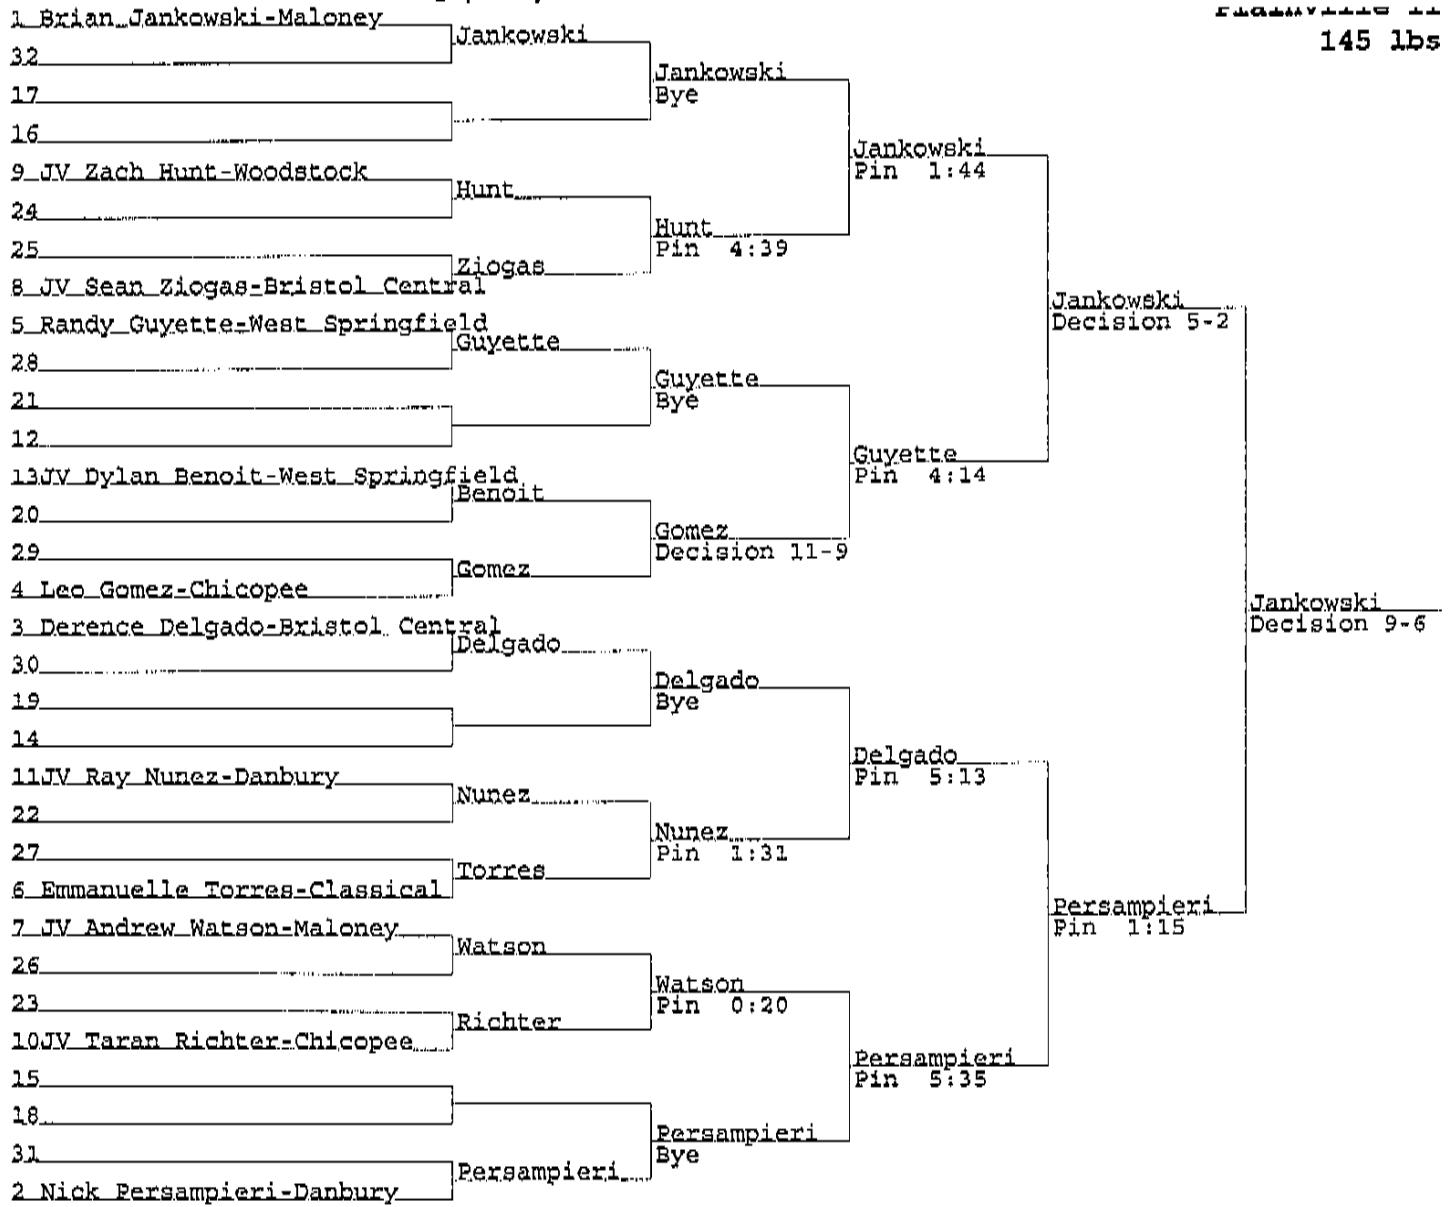 145 lbs
1 Brian Jankowski-Maloney
Jankowski
32
Jankowski
Bye
17
16
Jankowski
Pin 1:44
9 JV Zach Hunt-Woodstock
Hunt
24
Hunt
Pin 4:39
25
Ziogas
8 JV Sean Ziogas-Bristol Central
Jankowski
Decision 5-2
5 Randy Guyette-West Springfield
Guyette
28
Guyette
Bye
21
12
Guyette
Pin 4:14
13JV Dylan Benoit-West Springfield
Benoit
20
Gomez
Decision 11-9
29
Gomez
4 Leo Gomez-Chicopee
Jankowski
Decision 9-6
3 Derence Delgado-Bristol Central
Delgado
30
Delgado
Bye
19
14
Delgado
Pin 5:13
11JV Ray Nunez-Danbury
Nunez
22
Nunez
Pin 1:31
27
Torres
6 Emmanuelle Torres-Classical
Persampieri
Pin 1:15
7 JV Andrew Watson-Maloney
Watson
26
Watson
Pin 0:20
23
Richter
10JV Taran Richter-Chicopee
Persampieri
Pin 5:35
15
18
Persampieri
Bye
31
Persampieri
2 Nick Persampieri-Danbury